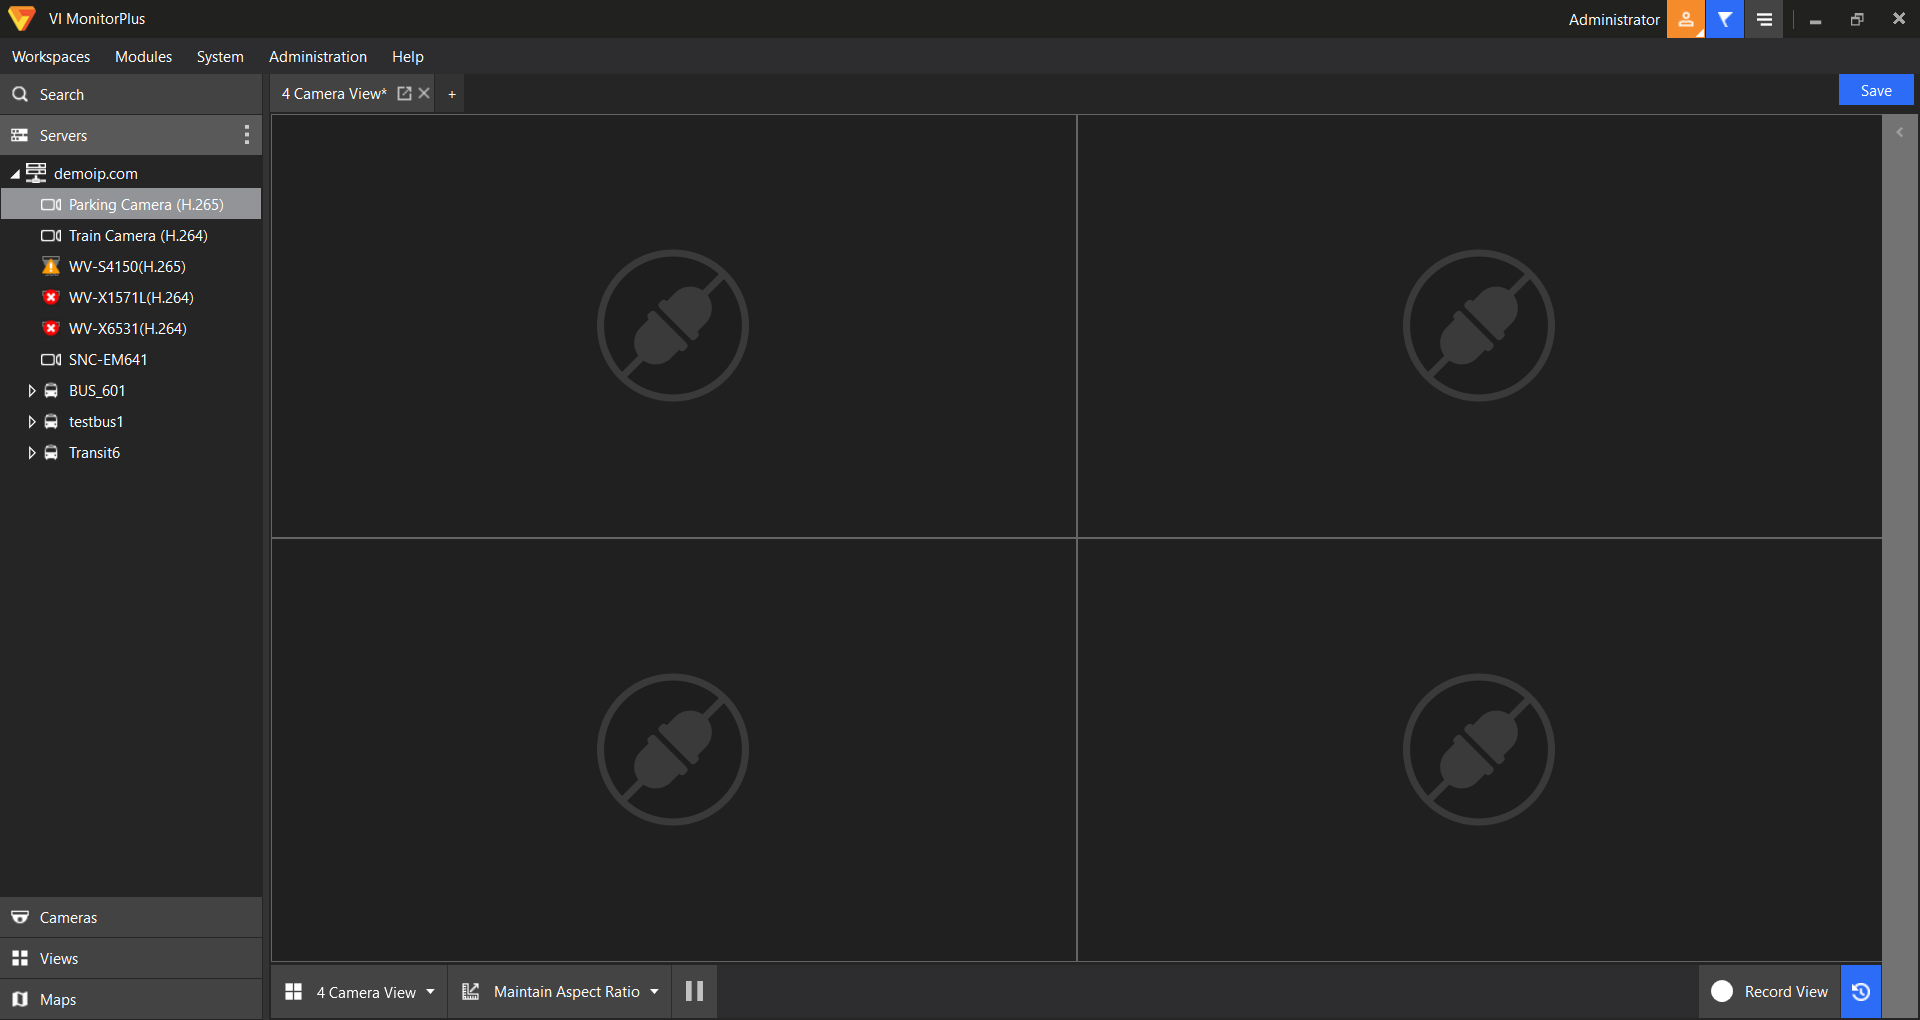 VI MonitorPlus
Administrator
Workspaces Modules System Administration Help
Search
4 Camera View* +
Save
Servers
demoip.com
Parking Camera (H.265)
Train Camera (H.264)
WV-S4150(H.265)
WV-X1571L(H.264)
WV-X6531(H.264)
SNC-EM641
BUS_601
testbus1
Transit6
Cameras
Views
Maps
4 Camera View
Maintain Aspect Ratio
Record View